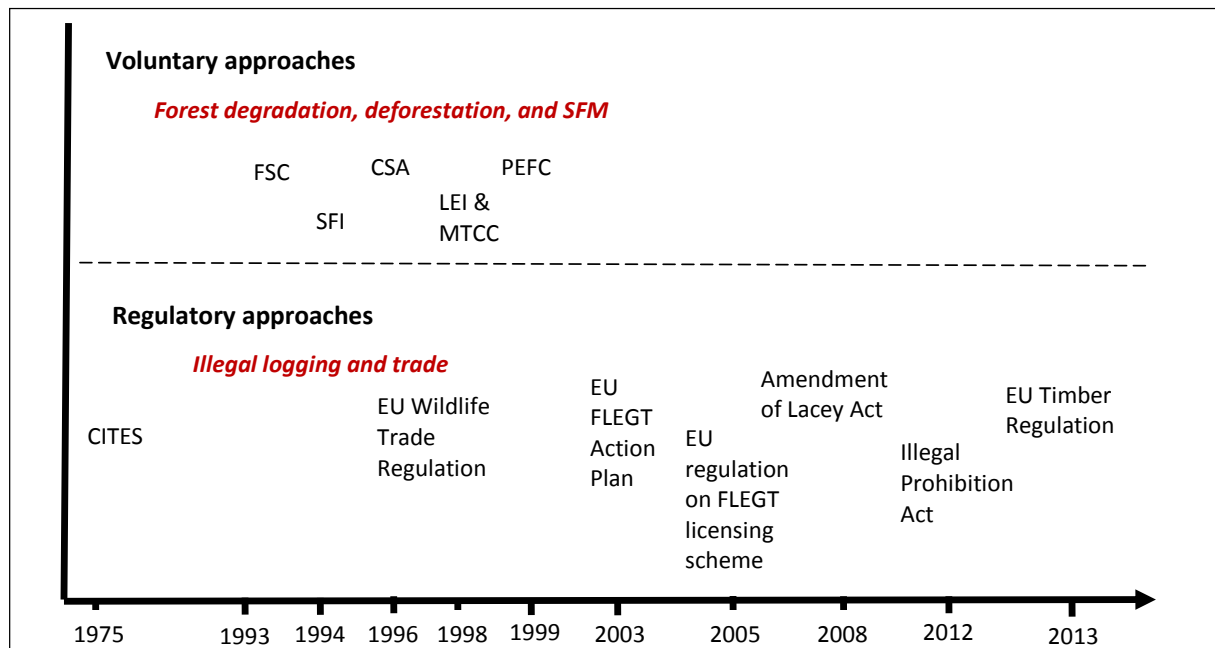 Voluntary approaches
Forest degradation, deforestation, and SFM
FSC
CSA
PEFC
SFI
LEI &
MTCC
Regulatory approaches
Illegal logging and trade
CITES
EU Wildlife
Trade
Regulation
EU
FLEGT
Action
Plan
EU
regulation
on FLEGT
licensing
scheme
Amendment
of Lacey Act
Illegal
Prohibition
Act
EU Timber
Regulation
1975
1993
1994
1996
1998
1999
2003
2005
2008
2012
2013